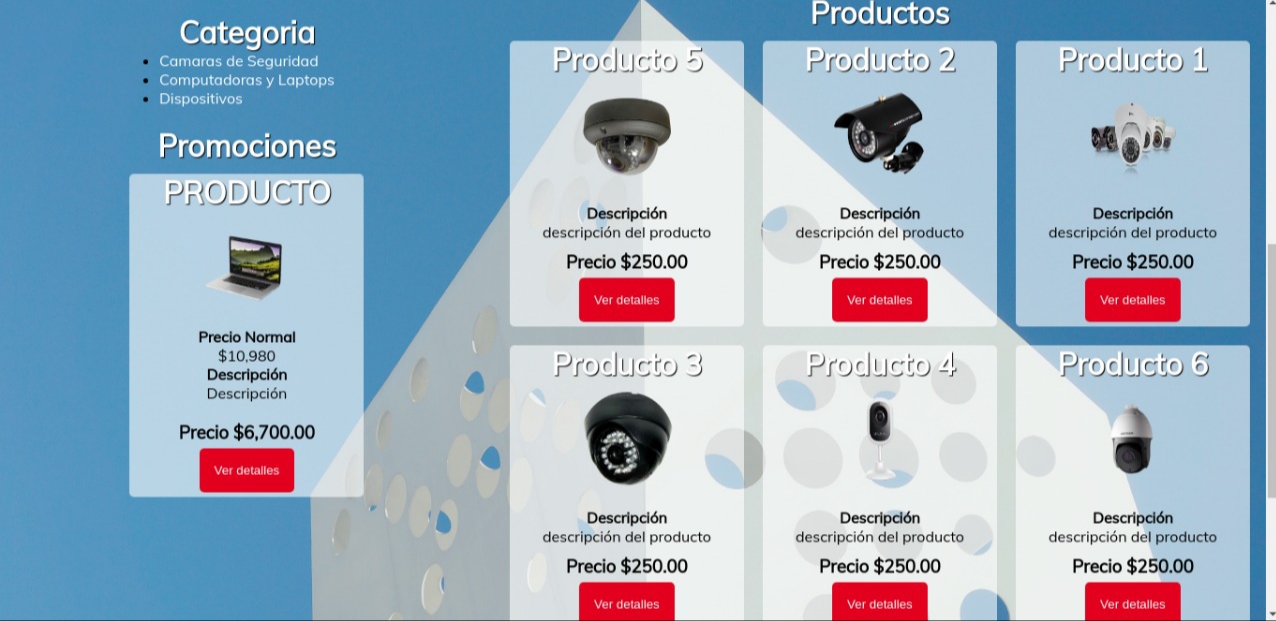 Categoria
Camaras de Seguridad
Computadoras y Laptops
Dispositivos
Promociones
PRODUCTO
Precio Normal
$10,980
Descripción
Descripción
Precio $6,700.00
Ver detalles
Productos
Producto 5
Descripción
descripción del producto
Precio $250.00
Ver detalles
Producto 2
Descripción
descripción del producto
Precio $250.00
Ver detalles
Producto 1
Descripción
descripción del producto
Precio $250.00
Ver detalles
Producto 3
Descripción
descripción del producto
Precio $250.00
Ver detalles
Producto 4
Descripción
descripción del producto
Precio $250.00
Ver detalles
Producto 6
Descripción
descripción del producto
Precio $250.00
Ver detalles